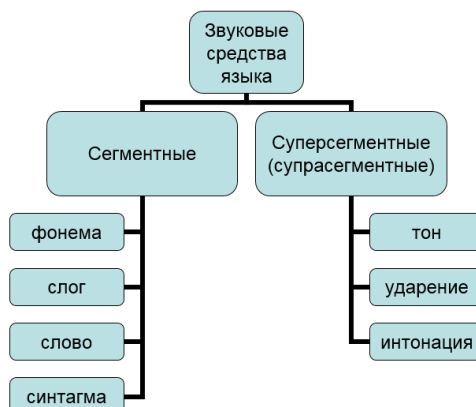 Звуковые
средства
языка
Сегментные
Суперсегментные
(супрасегментные)
фонема
слог
слово
синтагма
тон
ударение
интонация